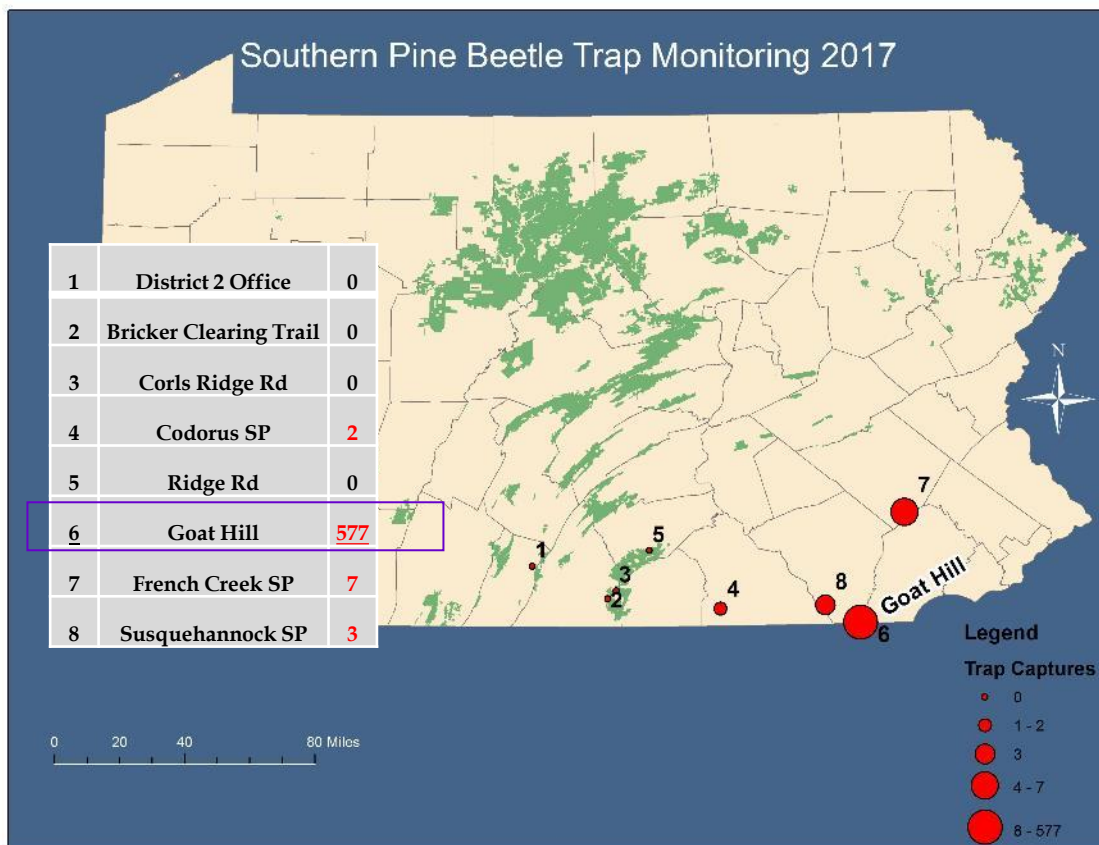 Southern Pine Beetle Trap Monitoring 2017
1 District 2 Office 0
2 Bricker Clearing Trail 0
3 Corls Ridge Rd 0
4 Codorus SP 2
5 Ridge Rd 0
6 Goat Hill 577
7 French Creek SP 7
8 Susquehannock SP 3
N
7
5
1
3
2
4
8
Goat Hill
6
0 20 40 80 Miles
Legend
Trap Captures
0
1 - 2
3
4 - 7
8 - 577